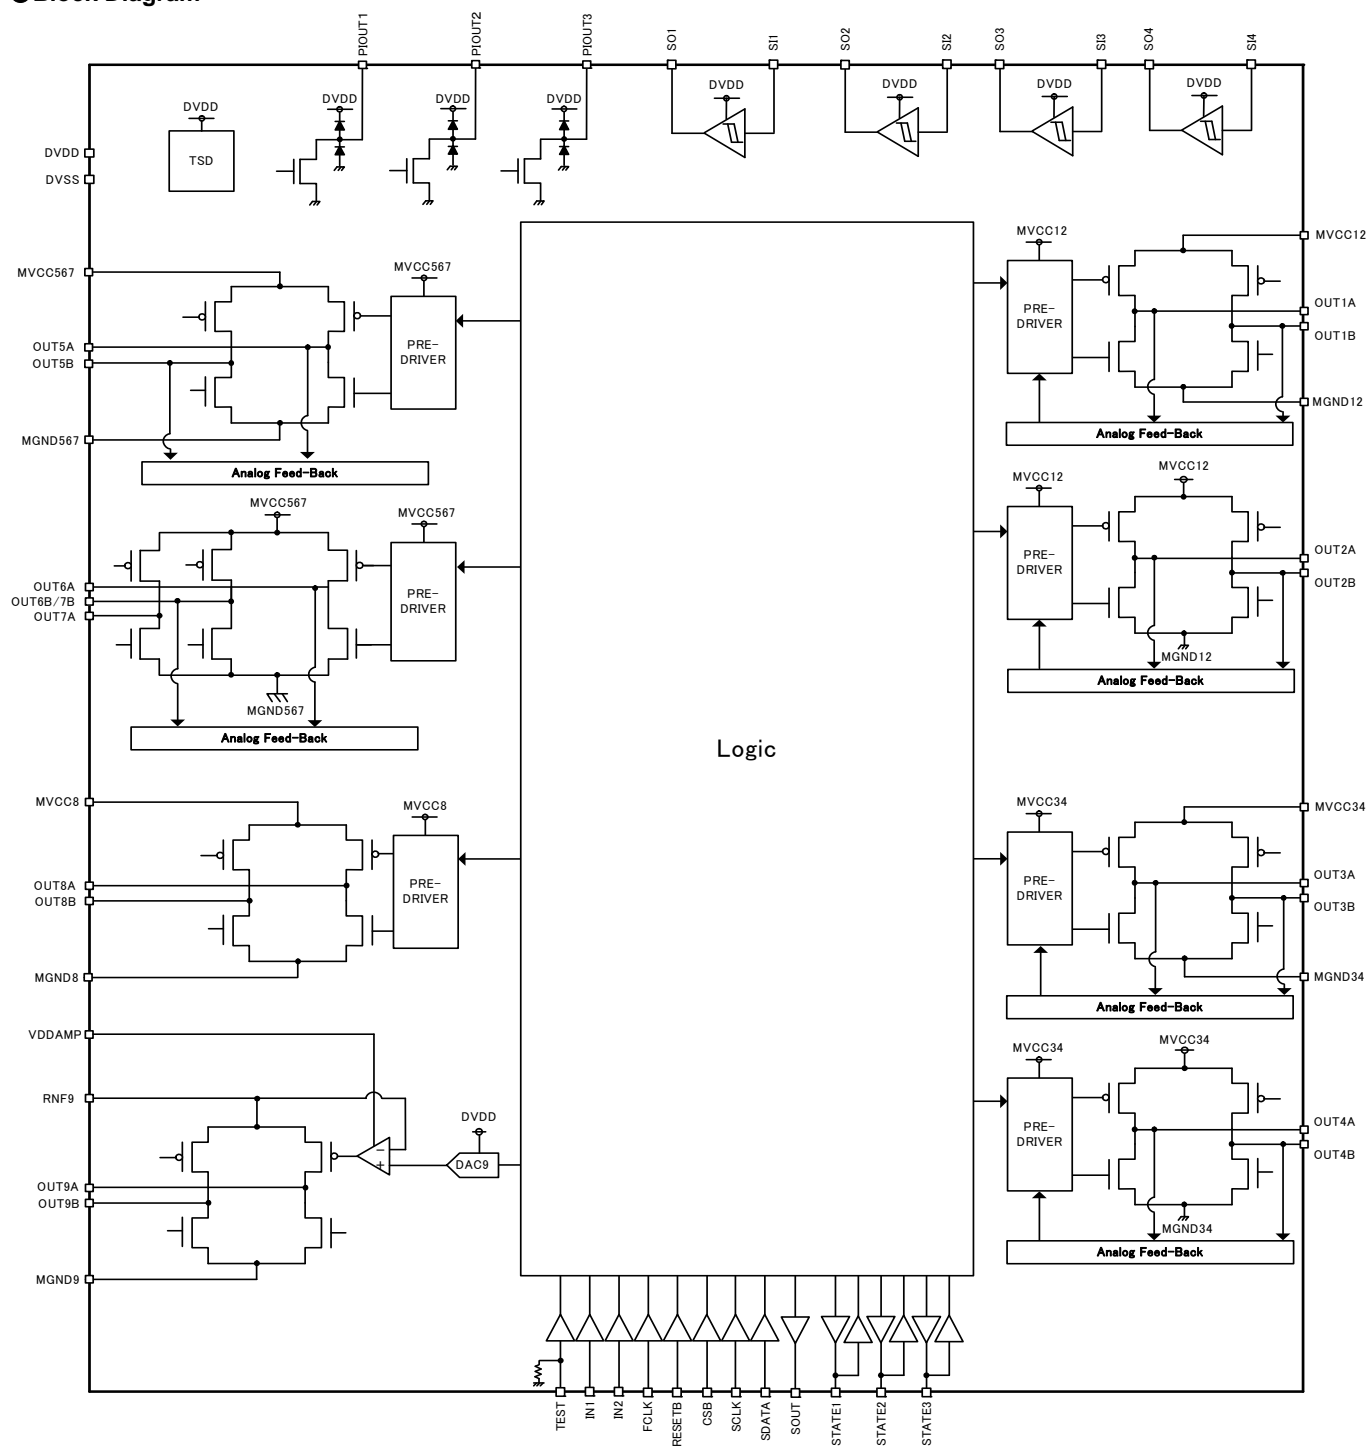 ●Block Diagram
PIOUT1
PIOUT2
PIOUT3
SO1
SI1
SO2
SI2
SO3
SI3
SO4
SI4
DVDD
DVDD
DVDD
DVDD
DVDD
DVDD
DVDD
DVDD
TSD
DVDD
DVSS
MVCC567
MVCC567
PRE-
DRIVER
OUT5A
OUT5B
MGND567
Analog Feed-Back
MVCC567
MVCC567
PRE-
DRIVER
OUT6A
OUT6B/7B
OUT7A
MGND567
Analog Feed-Back
MVCC8
MVCC8
PRE-
DRIVER
OUT8A
OUT8B
MGND8
VDDAMP
RNF9
DVDD
−
+
DAC9
OUT9A
OUT9B
MGND9
Logic
MVCC12
MVCC12
PRE-
DRIVER
OUT1A
OUT1B
MGND12
Analog Feed-Back
MVCC12
MVCC12
PRE-
DRIVER
OUT2A
OUT2B
MGND12
Analog Feed-Back
MVCC34
MVCC34
PRE-
DRIVER
OUT3A
OUT3B
MGND34
Analog Feed-Back
MVCC34
MVCC34
PRE-
DRIVER
OUT4A
OUT4B
MGND34
Analog Feed-Back
TEST
IN1
IN2
FCLK
RESETB
CSB
SCLK
SDATA
SOUT
STATE1
STATE2
STATE3